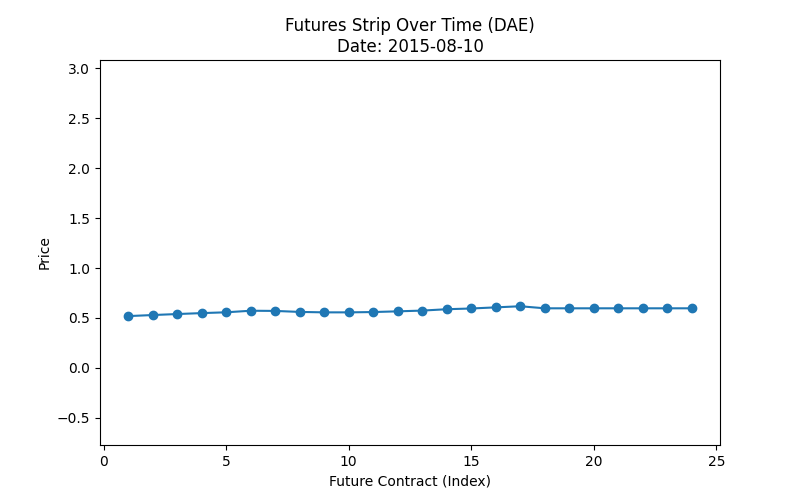 Futures Strip Over Time (DAE)
Date: 2015-08-10
Price
3.0
2.5
2.0
1.5
1.0
0.5
0.0
−0.5
0 5 10 15 20 25
Future Contract (Index)